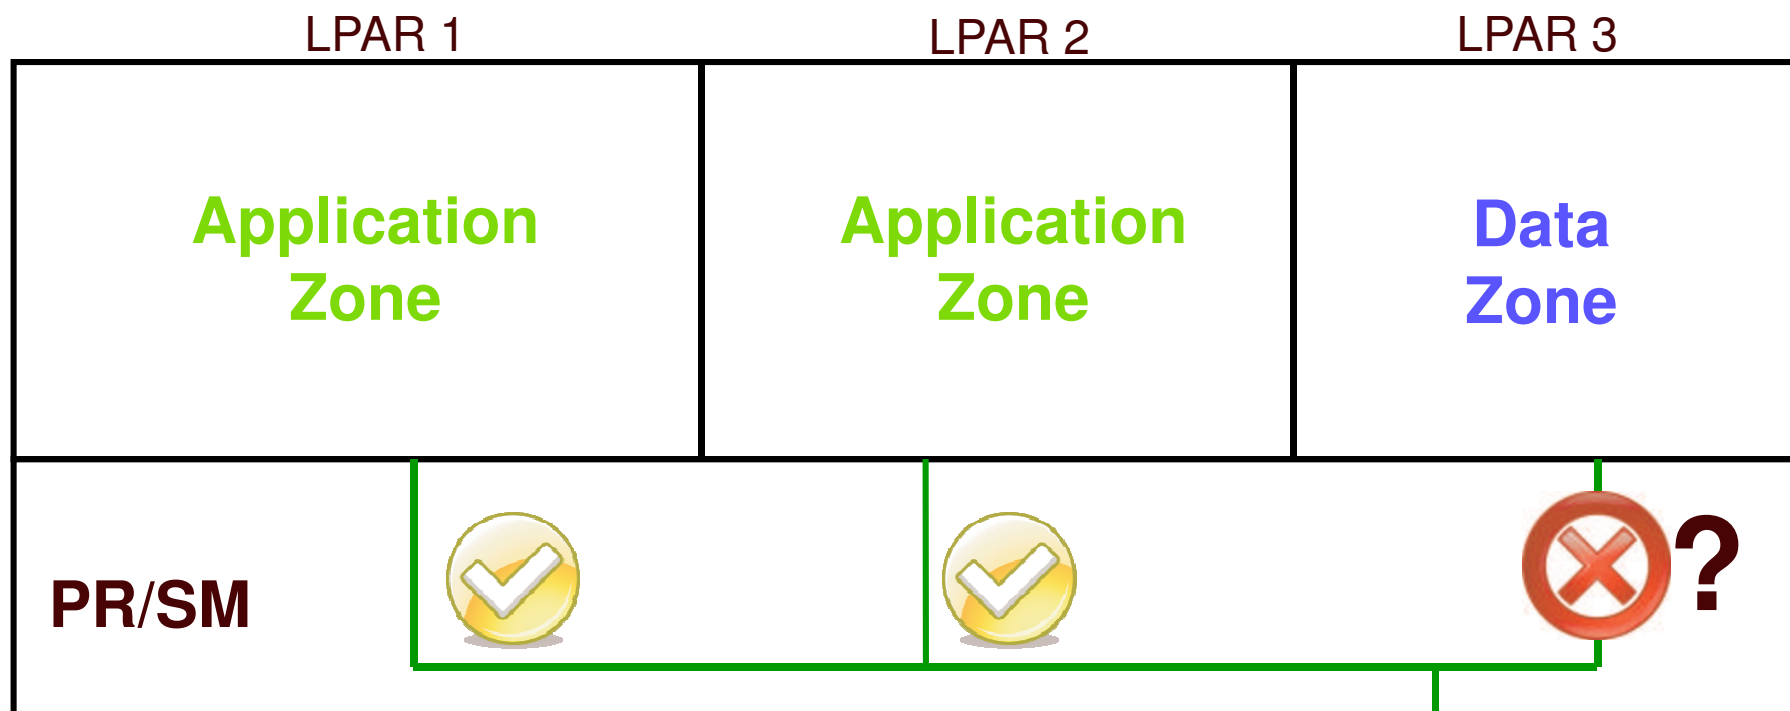 LPAR 1
LPAR 2
LPAR 3
Application
Zone
Application
Zone
Data
Zone
PR/SM
?